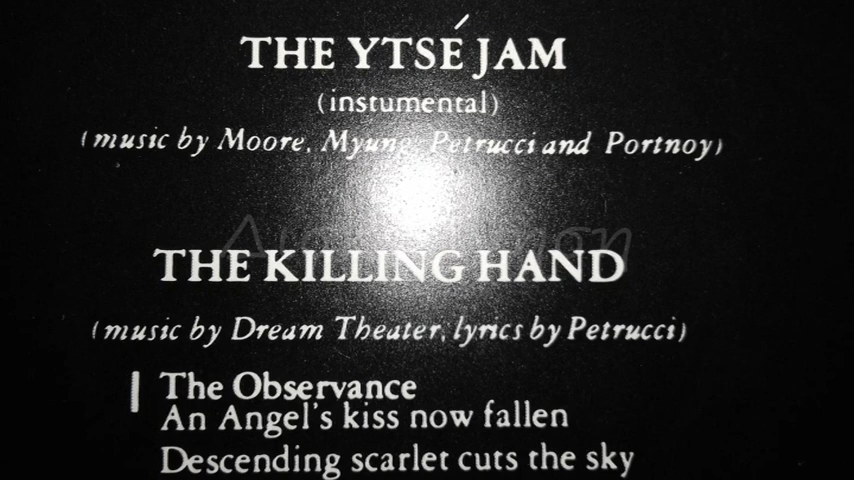 THE YTSÉ JAM
(instumental)
(music by Moore, Myung, Petrucci and Portnoy)
THE KILLING HAND
(music by Dream Theater, lyrics by Petrucci)
I The Observance
An Angel's kiss now fallen
Descending scarlet cuts the sky